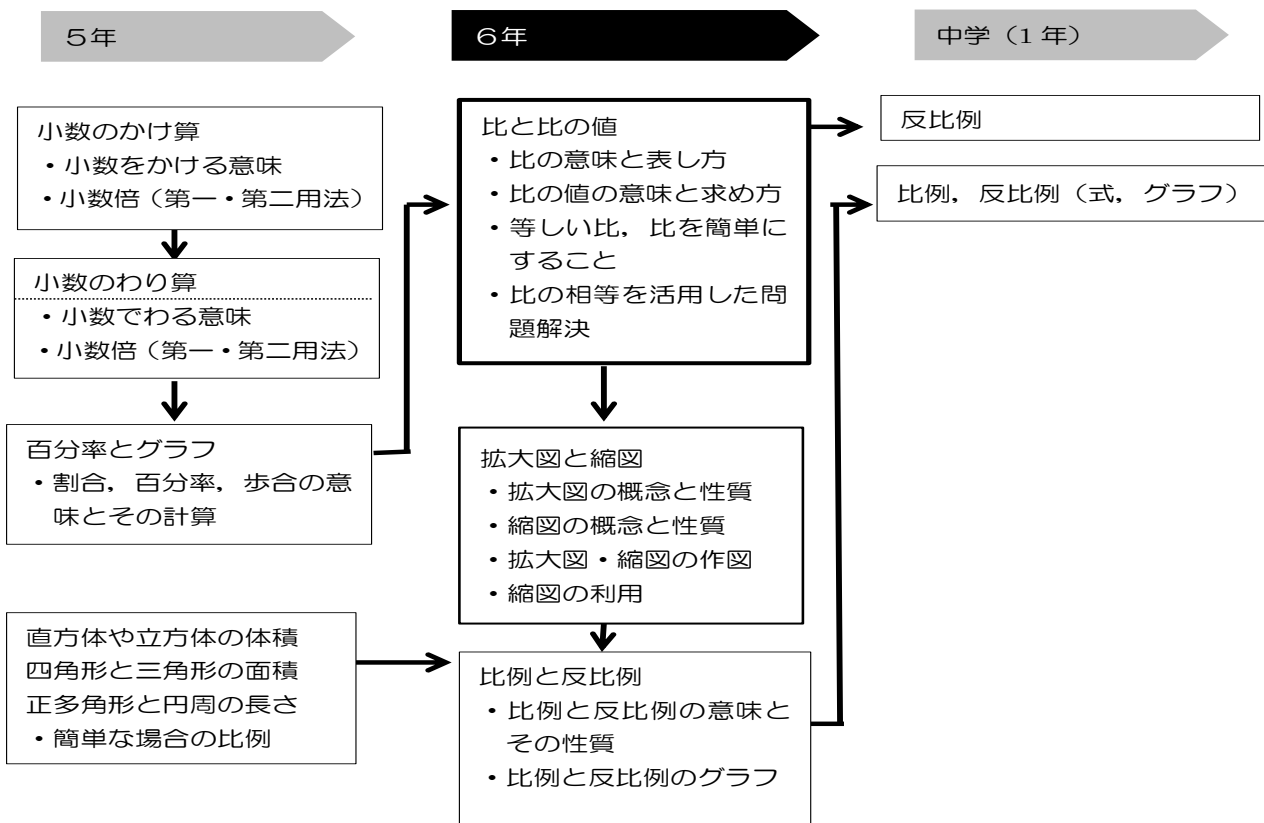 5年
6年
中学（1年）
小数のかけ算
・小数をかける意味
・小数倍（第一・第二用法）
小数のわり算
・小数でわる意味
・小数倍（第一・第二用法）
百分率とグラフ
・割合，百分率，歩合の意
味とその計算
直方体や立方体の体積
四角形と三角形の面積
正多角形と円周の長さ
・簡単な場合の比例
比と比の値
・比の意味と表し方
・比の値の意味と求め方
・等しい比，比を簡単に
すること
・比の相等を活用した問
題解決
拡大図と縮図
・拡大図の概念と性質
・縮図の概念と性質
・拡大図・縮図の作図
・縮図の利用
比例と反比例
・比例と反比例の意味と
その性質
・比例と反比例のグラフ
反比例
比例，反比例（式，グラフ）